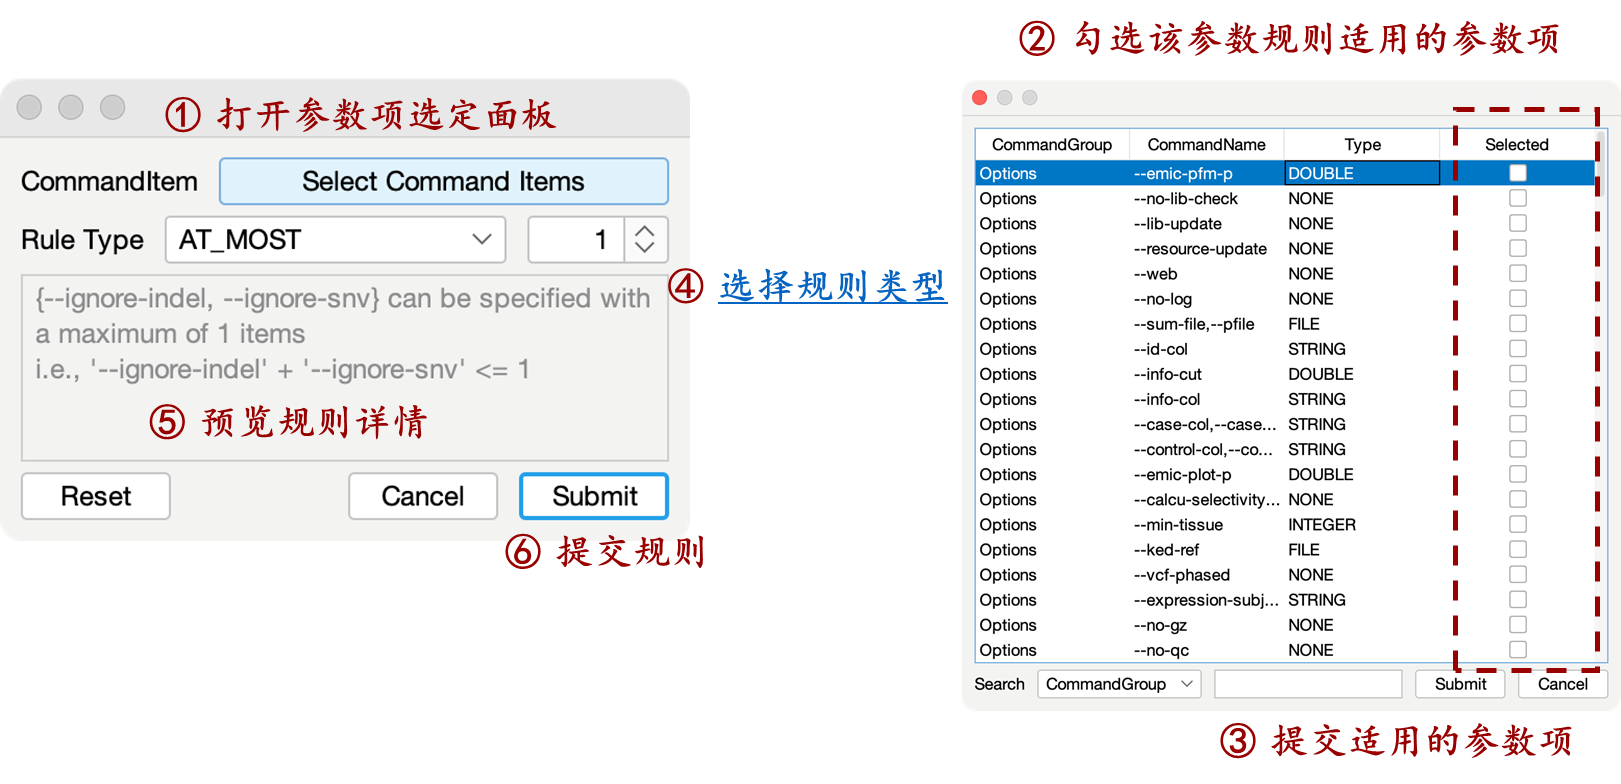 ② 勾选该参数规则适用的参数项
① 打开参数项选定面板
CommandItem Select Command Items
Rule Type AT_MOST 1
{--ignore-indel, --ignore-snv} can be specified with
a maximum of 1 items
i.e., '--ignore-indel' + '--ignore-snv' <= 1
④ 选择规则类型
⑤ 预览规则详情
Reset Cancel Submit
⑥ 提交规则
CommandGroup CommandName Type Selected
Options --emic-pfm-p DOUBLE
Options --no-lib-check NONE
Options --lib-update NONE
Options --resource-update NONE
Options --web NONE
Options --no-log NONE
Options --sum-file,--pfile FILE
Options --id-col STRING
Options --info-cut DOUBLE
Options --info-col STRING
Options --case-col,--case... STRING
Options --control-col,--co... STRING
Options --emic-plot-p DOUBLE
Options --calcu-selectivity... NONE
Options --min-tissue INTEGER
Options --ked-ref FILE
Options --vcf-phased NONE
Options --expression-subj... STRING
Options --no-gz NONE
Options --no-qc NONE
Search CommandGroup Submit Cancel
③ 提交适用的参数项